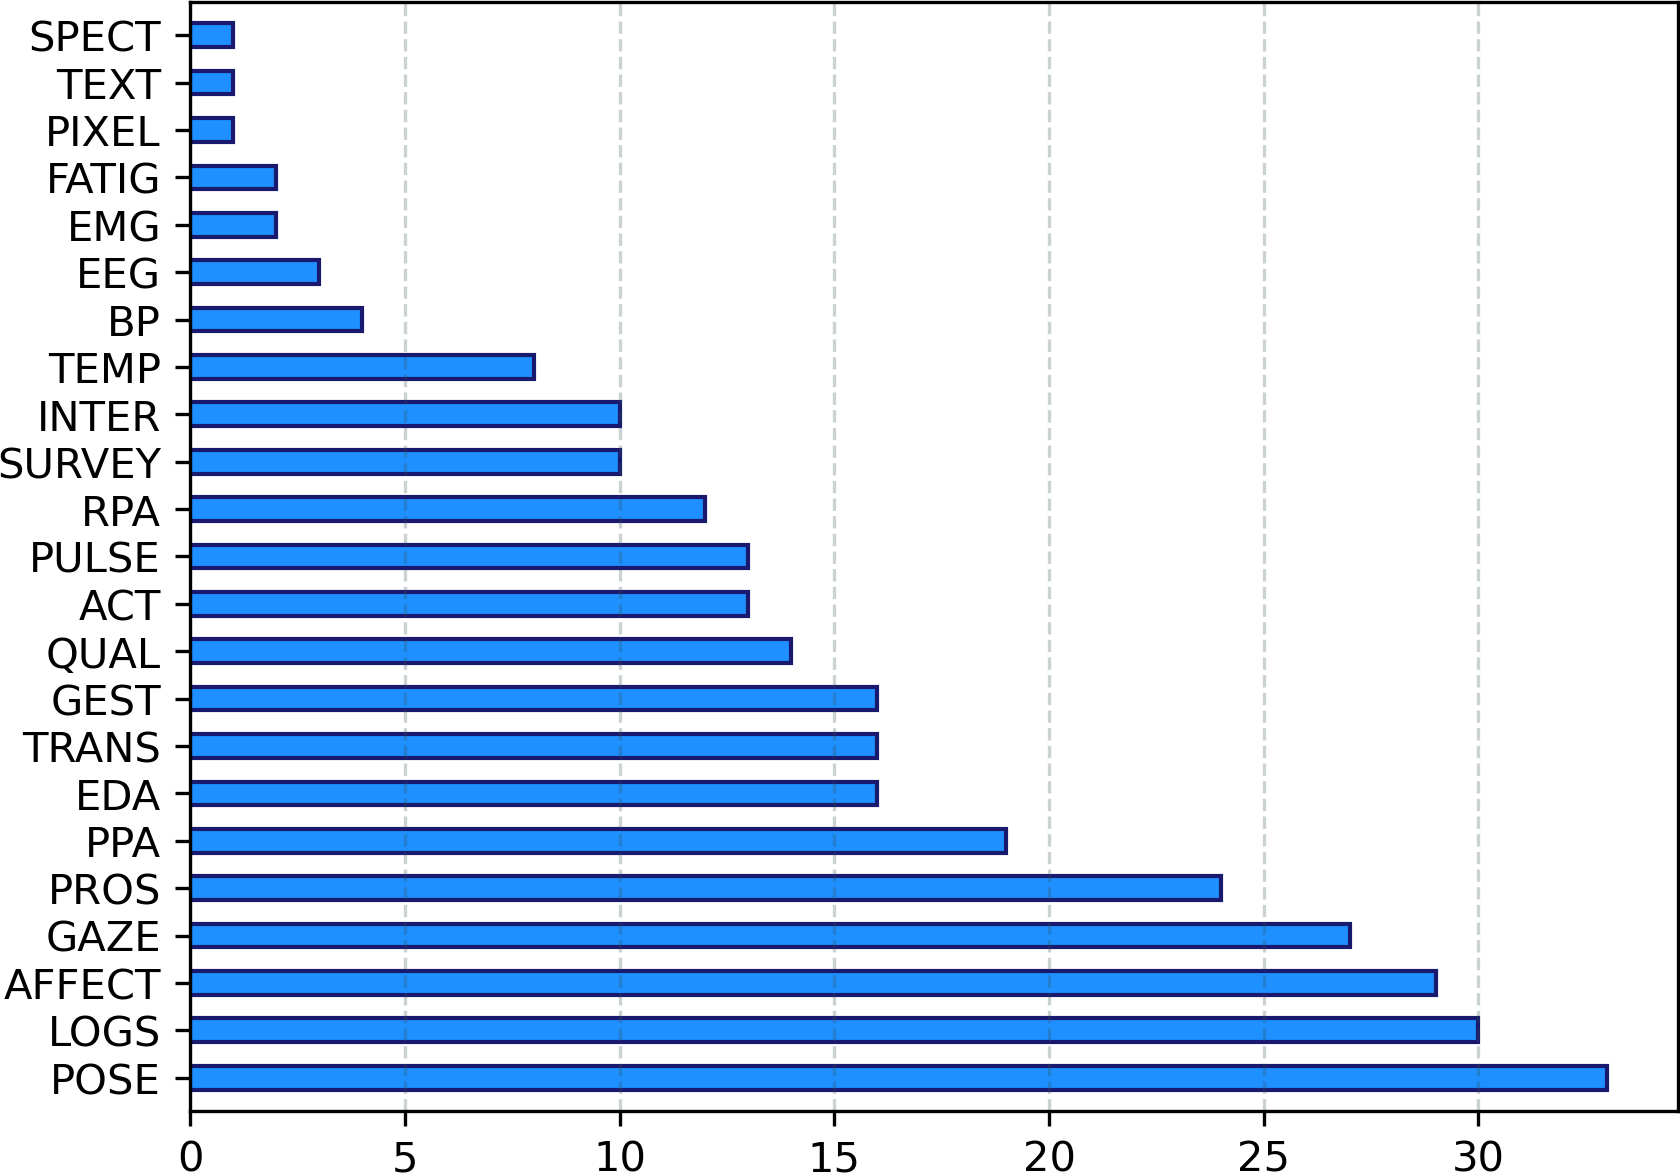 SPECT
TEXT
PIXEL
FATIG
EMG
EEG
BP
TEMP
INTER
SURVEY
RPA
PULSE
ACT
QUAL
GEST
TRANS
EDA
PPA
PROS
GAZE
AFFECT
LOGS
POSE
0 5 10 15 20 25 30